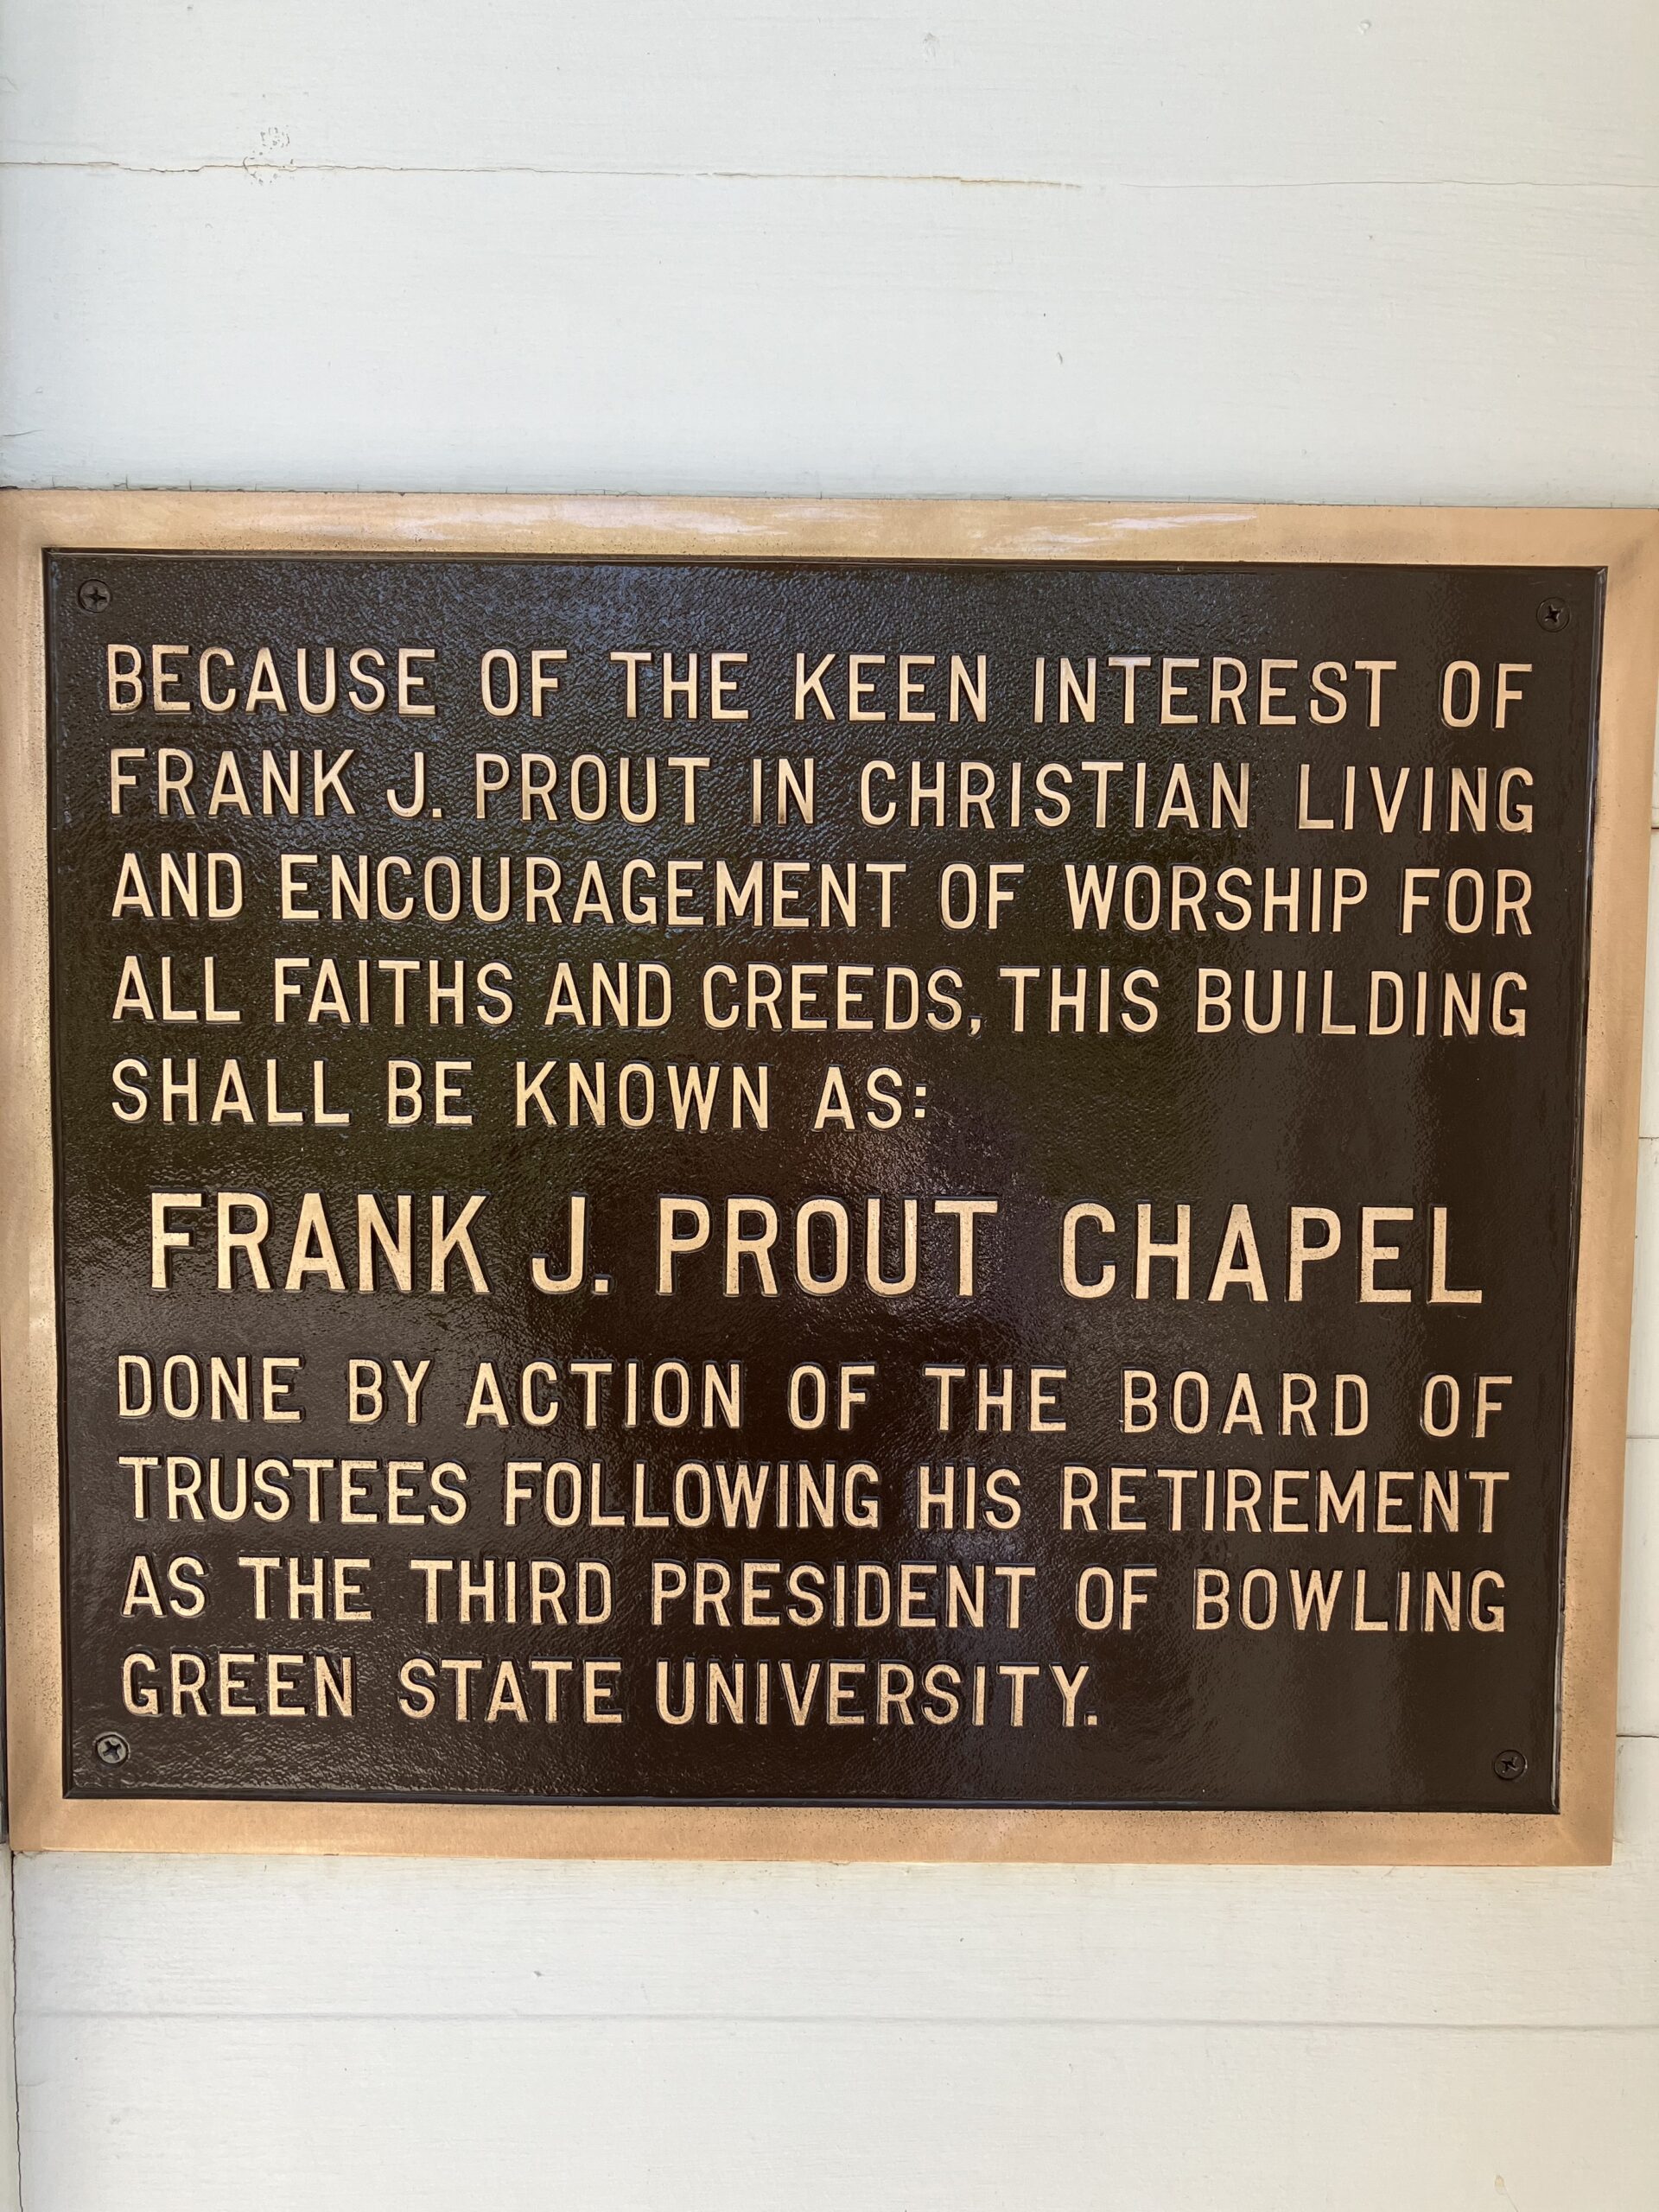 BECAUSE OF THE KEEN INTEREST OF
FRANK J. PROUT IN CHRISTIAN LIVING
AND ENCOURAGEMENT OF WORSHIP FOR
ALL FAITHS AND CREEDS, THIS BUILDING
SHALL BE KNOWN AS:
FRANK J. PROUT CHAPEL
DONE BY ACTION OF THE BOARD OF
TRUSTEES FOLLOWING HIS RETIREMENT
AS THE THIRD PRESIDENT OF BOWLING
GREEN STATE UNIVERSITY.